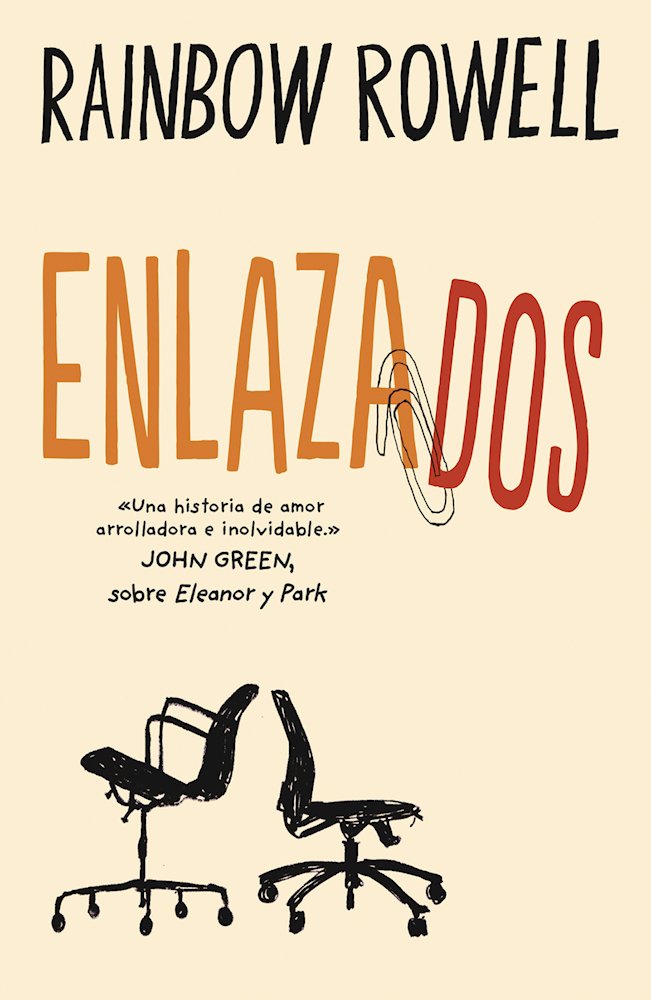 RAINBOW ROWELL
ENLAZADOS
«Una historia de amor
arrolladora e inolvidable.»
JOHN GREEN,
sobre Eleanor y Park